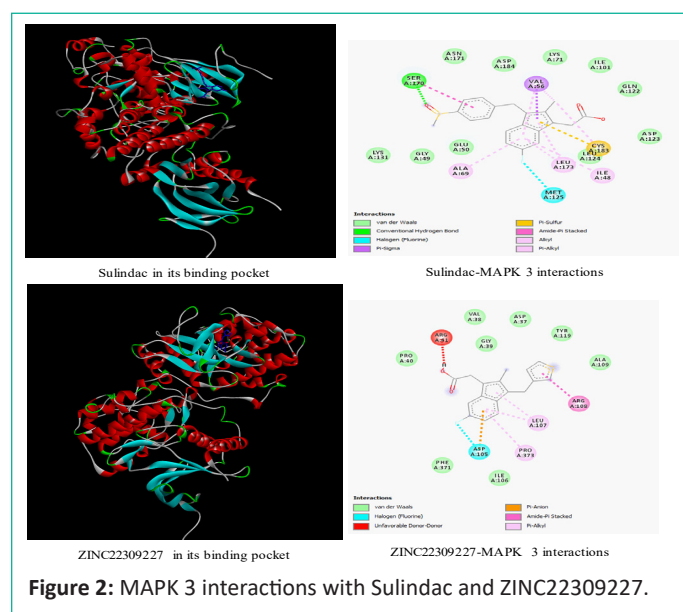 ASN
A:171
LYS
A:71
ASP
A:184
ILE
A:101
SER
A:170
VAL
A:56
GLN
A:122
ASP
A:123
LYS
A:131
GLY
A:49
GLU
A:50
CYS
A:183
LEU
A:124
ALA
A:69
LEU
A:173
ILE
A:48
MET
A:125
Interactions
van der Waals
Conventional Hydrogen Bond
Halogen (Fluorine)
Pi-Sigma
Pi-Sulfur
Amide-Pi Stacked
Alkyl
Pi-Alkyl
Sulindac in its binding pocket
Sulindac-MAPK 3 interactions
VAL
A:38
ASP
A:37
TYR
A:119
GLY
A:39
PRO
A:40
ALA
A:109
ARG
A:108
LEU
A:107
ASP
A:105
PRO
A:373
PHE
A:371
ILE
A:106
Interactions
van der Waals
Halogen (Fluorine)
Unfavorable Donor-Donor
Pi-Anion
Amide-Pi Stacked
Pi-Alkyl
ZINC22309227 in its binding pocket
ZINC22309227-MAPK 3 interactions
Figure 2: MAPK 3 interactions with Sulindac and ZINC22309227.